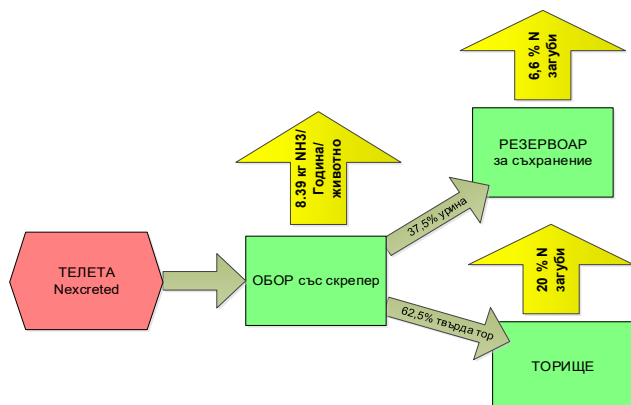 6,6 % N
загуби
8.39 кг NH3/
Година/
животно
РЕЗЕРВОАР
за съхранение
37,5% урина
ТЕЛЕТА
Nexcreted
ОБОР със скрепер
20 % N
загуби
62,5% твърда тор
ТОРИЩЕ